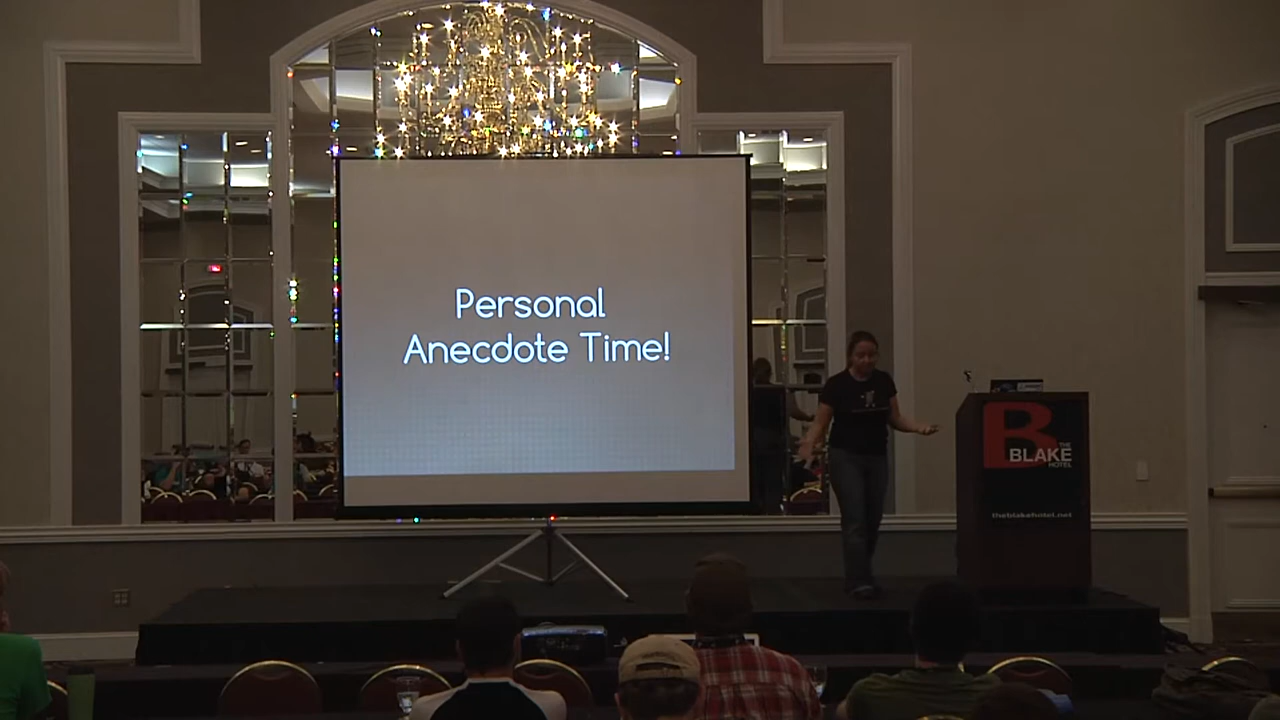 Personal
Anecdote Time!
B
THE
BLAKE
HOTEL
theblakehotel.net